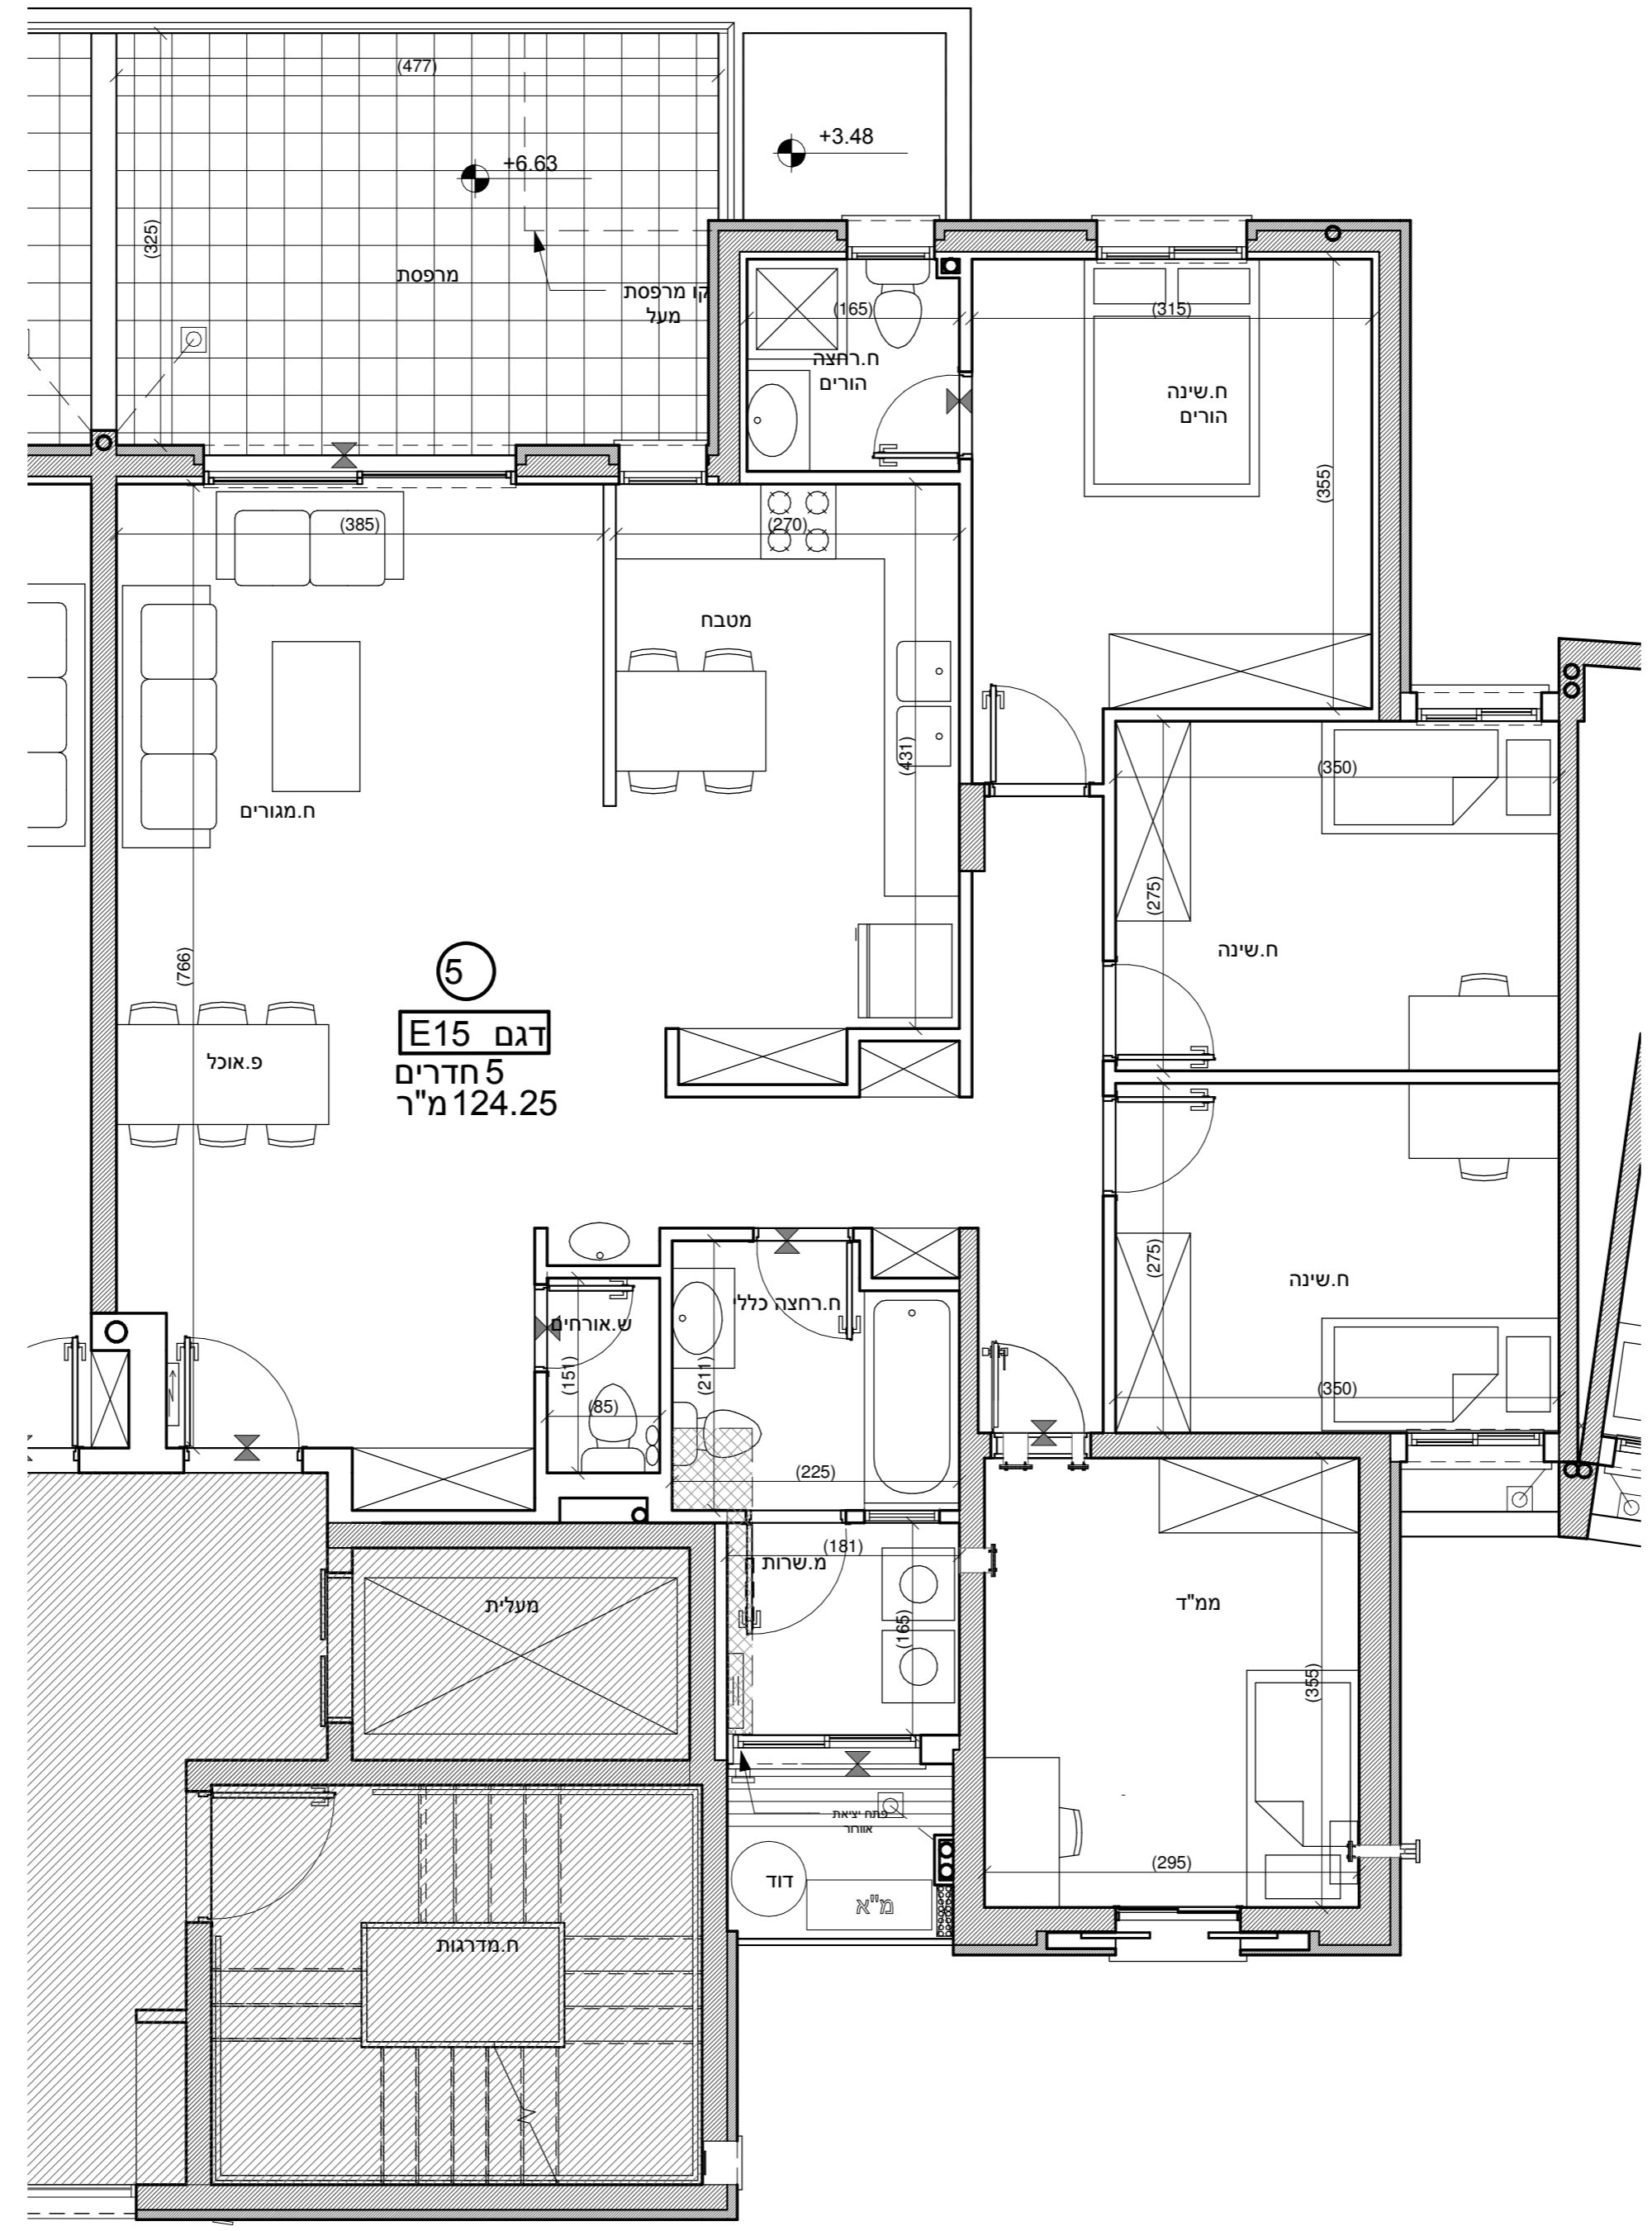 (477)
+3.48
+6.63
(325)
מרפסת
קו מרפסת
מעל
(165)
(315)
ח.רחצה
הורים
ח.שינה
הורים
(355)
(385)
(270)
מטבח
(431)
(350)
ח.מגורים
(275)
ח.שינה
(766)
5
דגם E15
5 חדרים
124.25 מ"ר
פ.אוכל
(275)
ח.שינה
ח.רחצה כללי
ש.אורחים
(151)
(211)
(85)
(350)
(225)
(181)
מ.שרות
(165)
מעלית
ממ"ד
(355)
פתח יציאת
אוורור
(295)
דוד
מ"א
ח.מדרגות